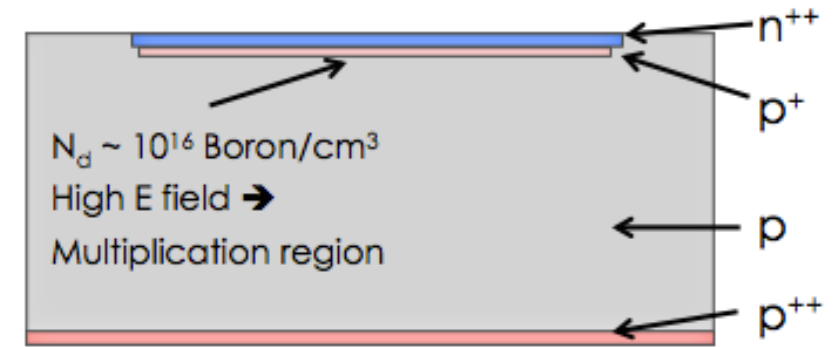 n⁺⁺
p⁺
N_d ~ 10¹⁶ Boron/cm³
High E field ➔
Multiplication region
p
p⁺⁺